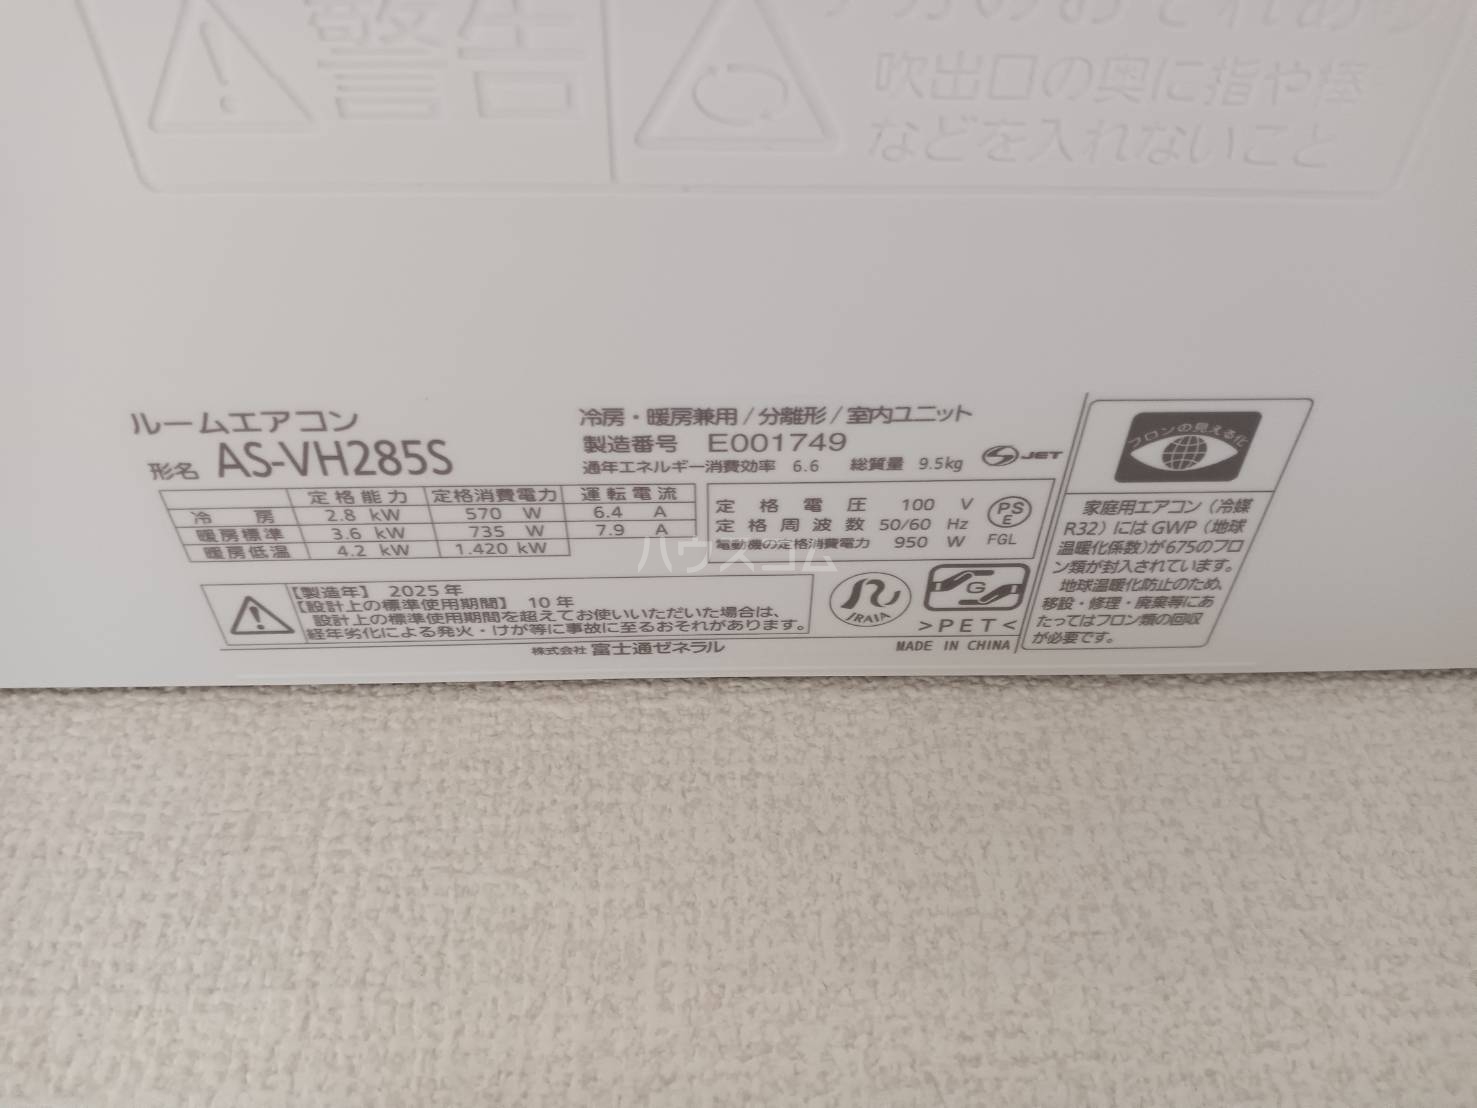 警告
ケガのおそれあり
吹出口の奥に指や棒
などを入れないこと
ルームエアコン
形名 AS-VH285S
冷房・暖房兼用/分離形/室内ユニット
製造番号 E001749
通年エネルギー消費効率 6.6 総質量 9.5kg
JET
定格能力 定格消費電力 運転電流
冷房 2.8 kW 570 W 6.4 A
暖房標準 3.6 kW 735 W 7.9 A
暖房低温 4.2 kW 1.420 kW
定格電圧 100 V
定格周波数 50/60 Hz
電動機の定格消費電力 950 W
PS
E
FGL
ハウスコム
【製造年】 2025年
【設計上の標準使用期間】 10年
設計上の標準使用期間を超えてお使いいただいた場合は、
経年劣化による発火・けが等に事故に至るおそれがあります。
JRAIA
G
>PET<
株式会社 富士通ゼネラル
MADE IN CHINA
フロンの見える化
家庭用エアコン(冷媒
R32)にはGWP(地球
温暖化係数)が675のフロ
ン類が封入されています。
地球温暖化防止のため、
移設・修理・廃棄等にあ
たってはフロン類の回収
が必要です。